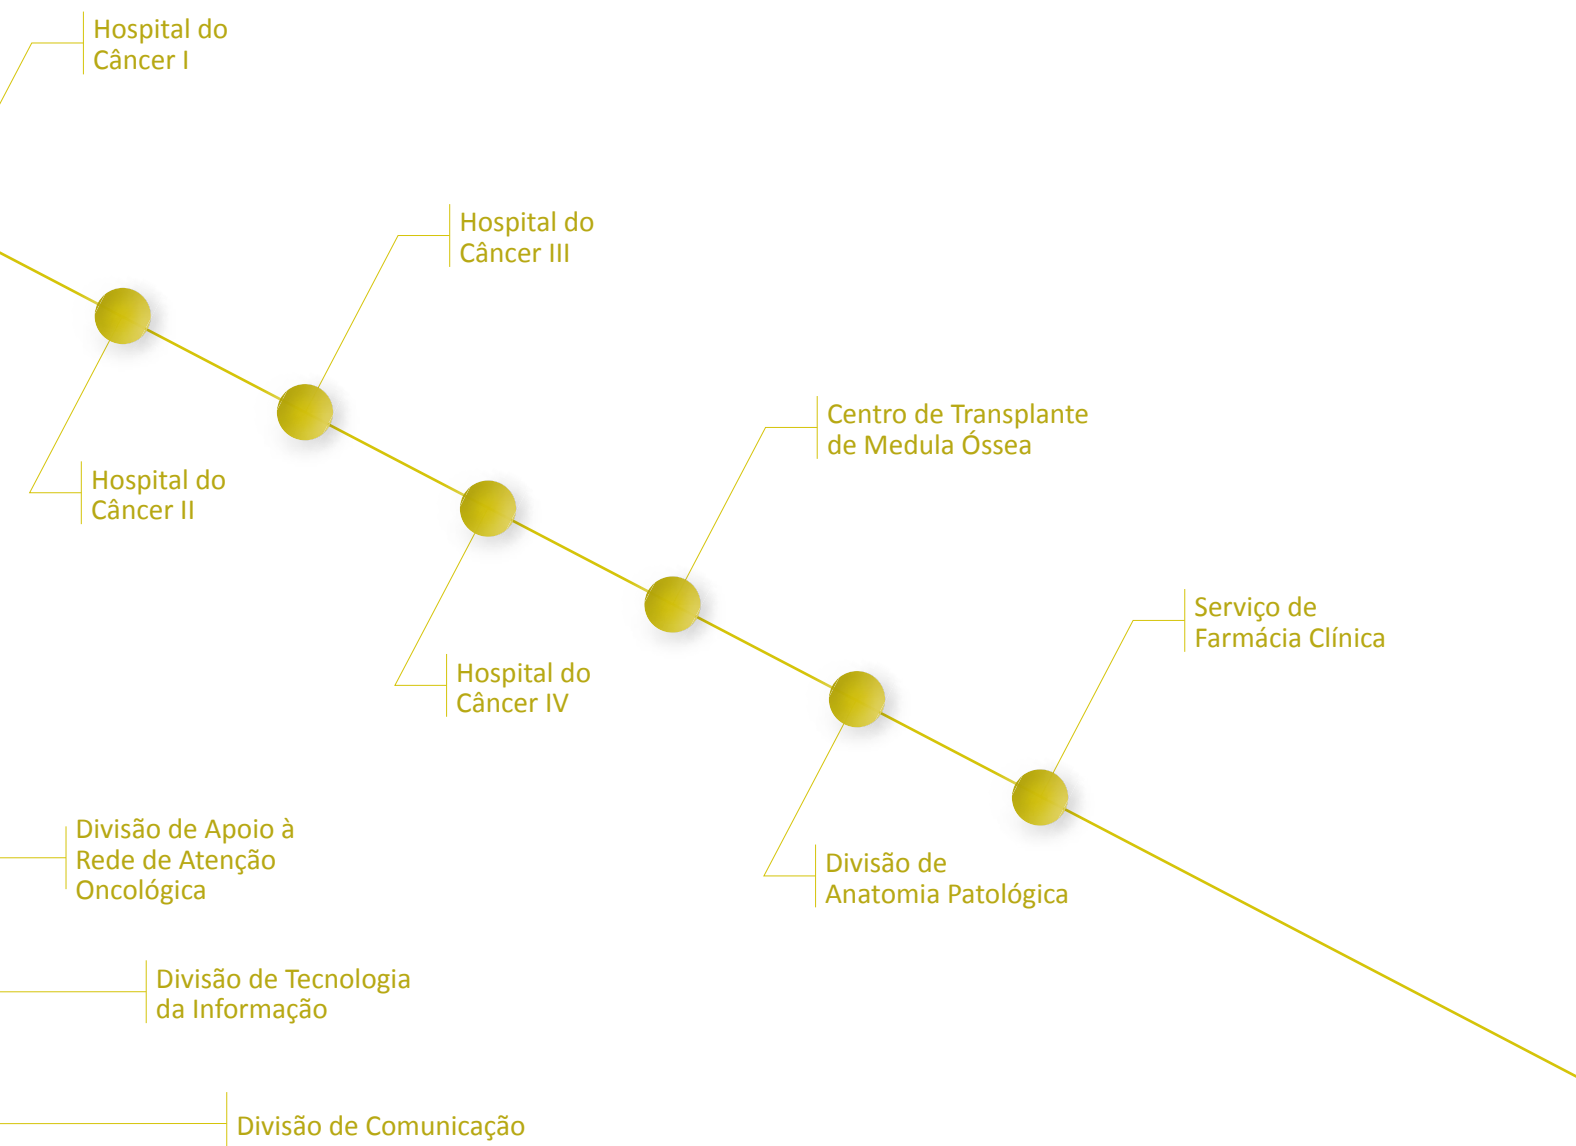 Hospital do
Câncer I
Hospital do
Câncer III
Hospital do
Câncer II
Centro de Transplante
de Medula Óssea
Hospital do
Câncer IV
Serviço de
Farmácia Clínica
Divisão de Apoio à
Rede de Atenção
Oncológica
Divisão de
Anatomia Patológica
Divisão de Tecnologia
da Informação
Divisão de Comunicação